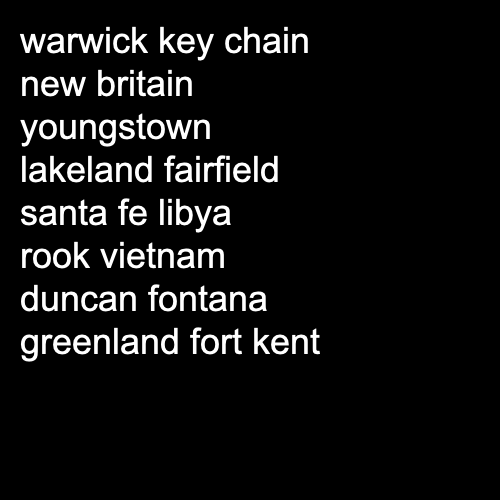 warwick key chain
new britain
youngstown
lakeland fairfield
santa fe libya
rook vietnam
duncan fontana
greenland fort kent